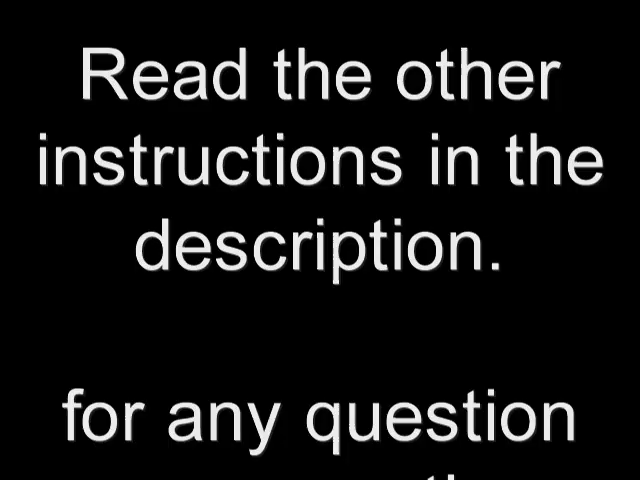 Read the other
instructions in the
description.
for any question